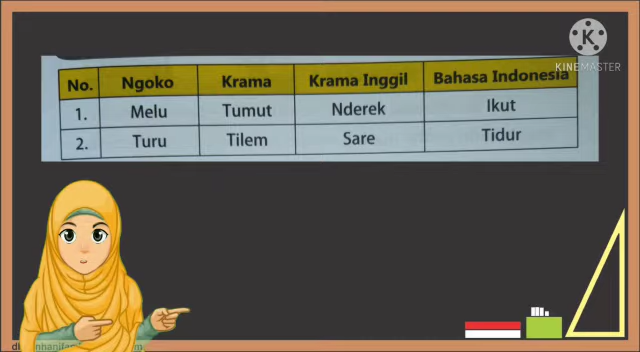 KINEMASTER
No. Ngoko Krama Krama Inggil Bahasa Indonesia
1. Melu Tumut Nderek Ikut
2. Turu Tilem Sare Tidur